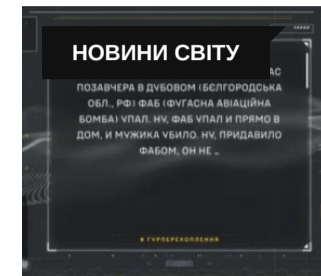 НОВИНИ СВІТУ
АС
ПОЗАВЧЕРА В ДУБОВОМ (БЄЛГОРОДСЬКА
ОБЛ., РФ) ФАБ (ФУГАСНА АВІАЦІЙНА
БОМБА) УПАЛ. НУ, ФАБ УПАЛ И ПРЯМО В
ДОМ, И МУЖИКА УБИЛО. НУ, ПРИДАВИЛО
ФАБОМ, ОН НЕ ...
# ГУРПЕРЕХОПЛЕННЯ